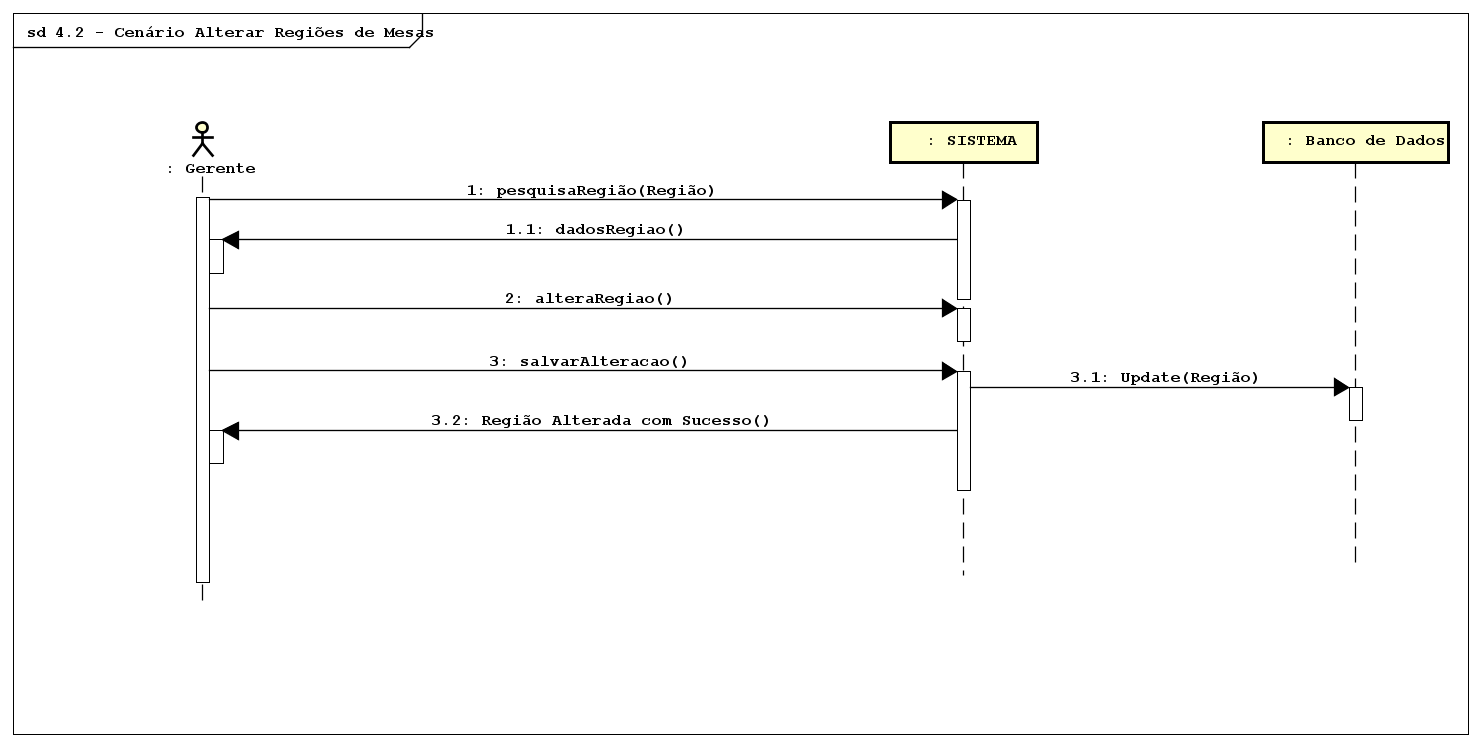 sd 4.2 - Cenário Alterar Regiões de Mesas
: Gerente
: SISTEMA
: Banco de Dados
1: pesquisaRegião(Região)
1.1: dadosRegiao()
2: alteraRegiao()
3: salvarAlteracao()
3.1: Update(Região)
3.2: Região Alterada com Sucesso()